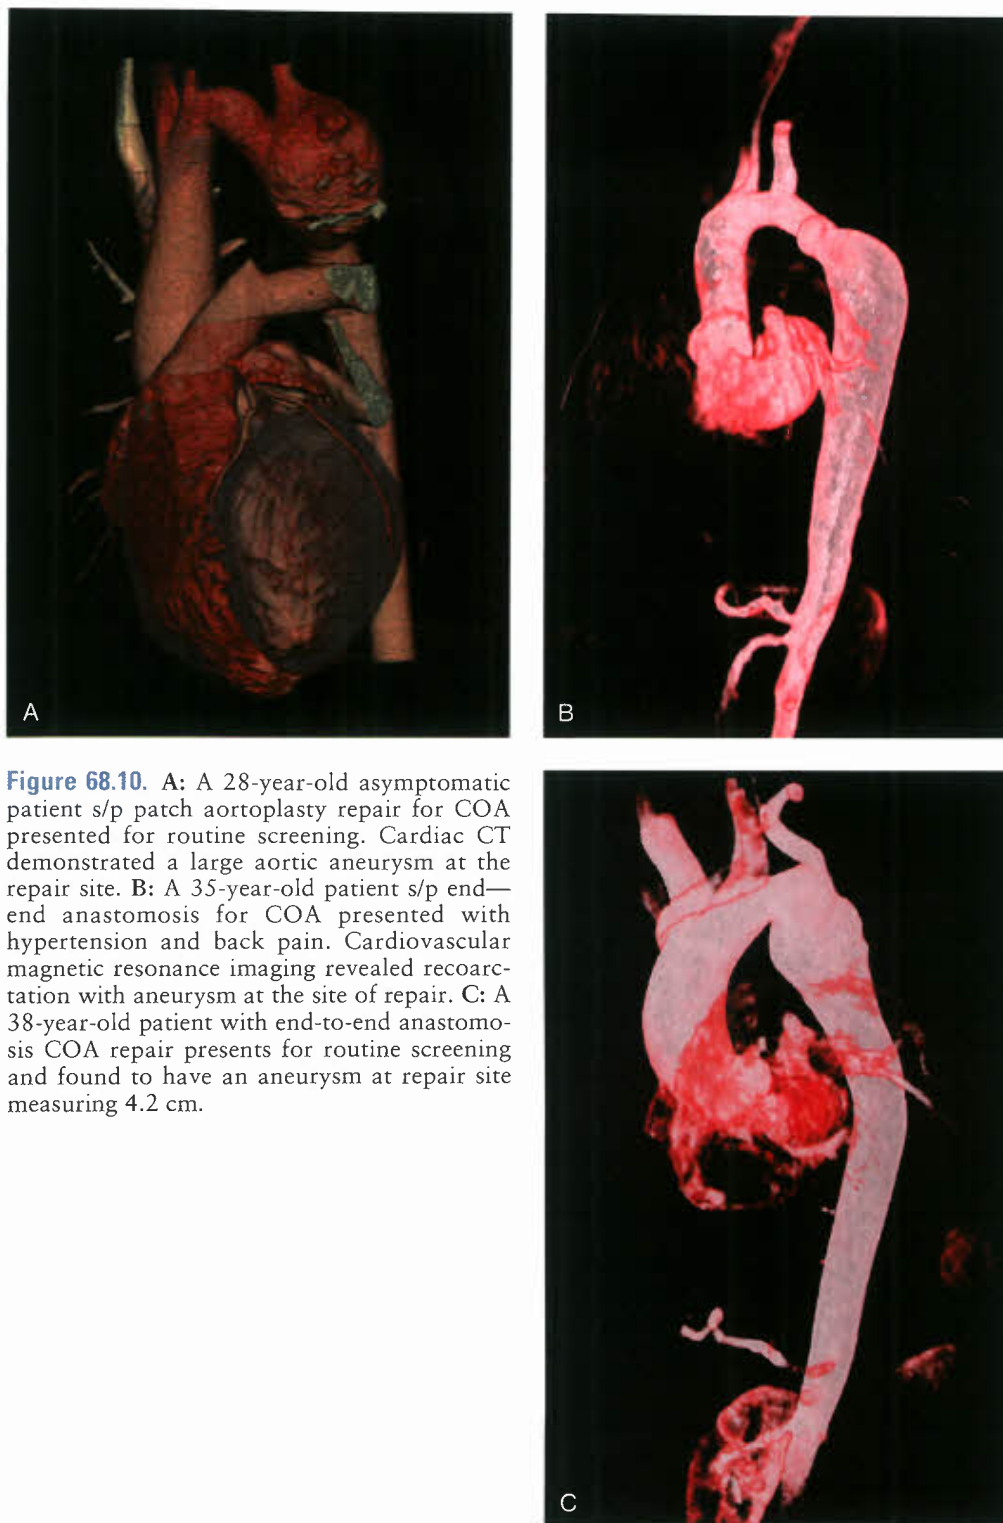 A
B
Figure 68.10. A: A 28-year-old asymptomatic
patient s/p patch aortoplasty repair for COA
presented for routine screening. Cardiac CT
demonstrated a large aortic aneurysm at the
repair site. B: A 35-year-old patient s/p end—
end anastomosis for COA presented with
hypertension and back pain. Cardiovascular
magnetic resonance imaging revealed recoarc-
tation with aneurysm at the site of repair. C: A
38-year-old patient with end-to-end anastomo-
sis COA repair presents for routine screening
and found to have an aneurysm at repair site
measuring 4.2 cm.
C